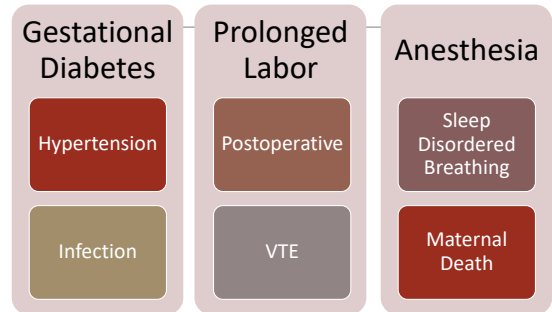 Gestational
Diabetes
Hypertension
Infection
Prolonged
Labor
Postoperative
VTE
Anesthesia
Sleep
Disordered
Breathing
Maternal
Death